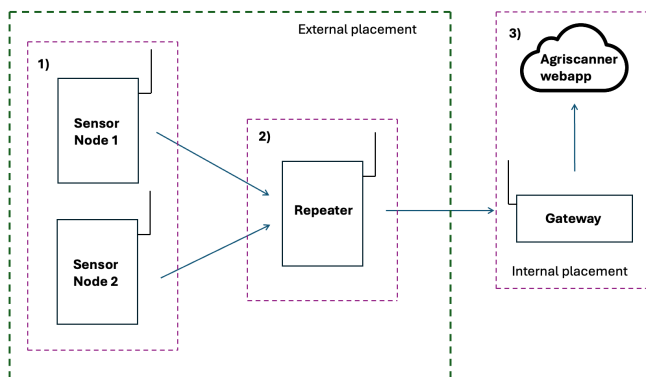 External placement
1)
Sensor
Node 1
Sensor
Node 2
2)
Repeater
3)
Agriscanner
webapp
Gateway
Internal placement